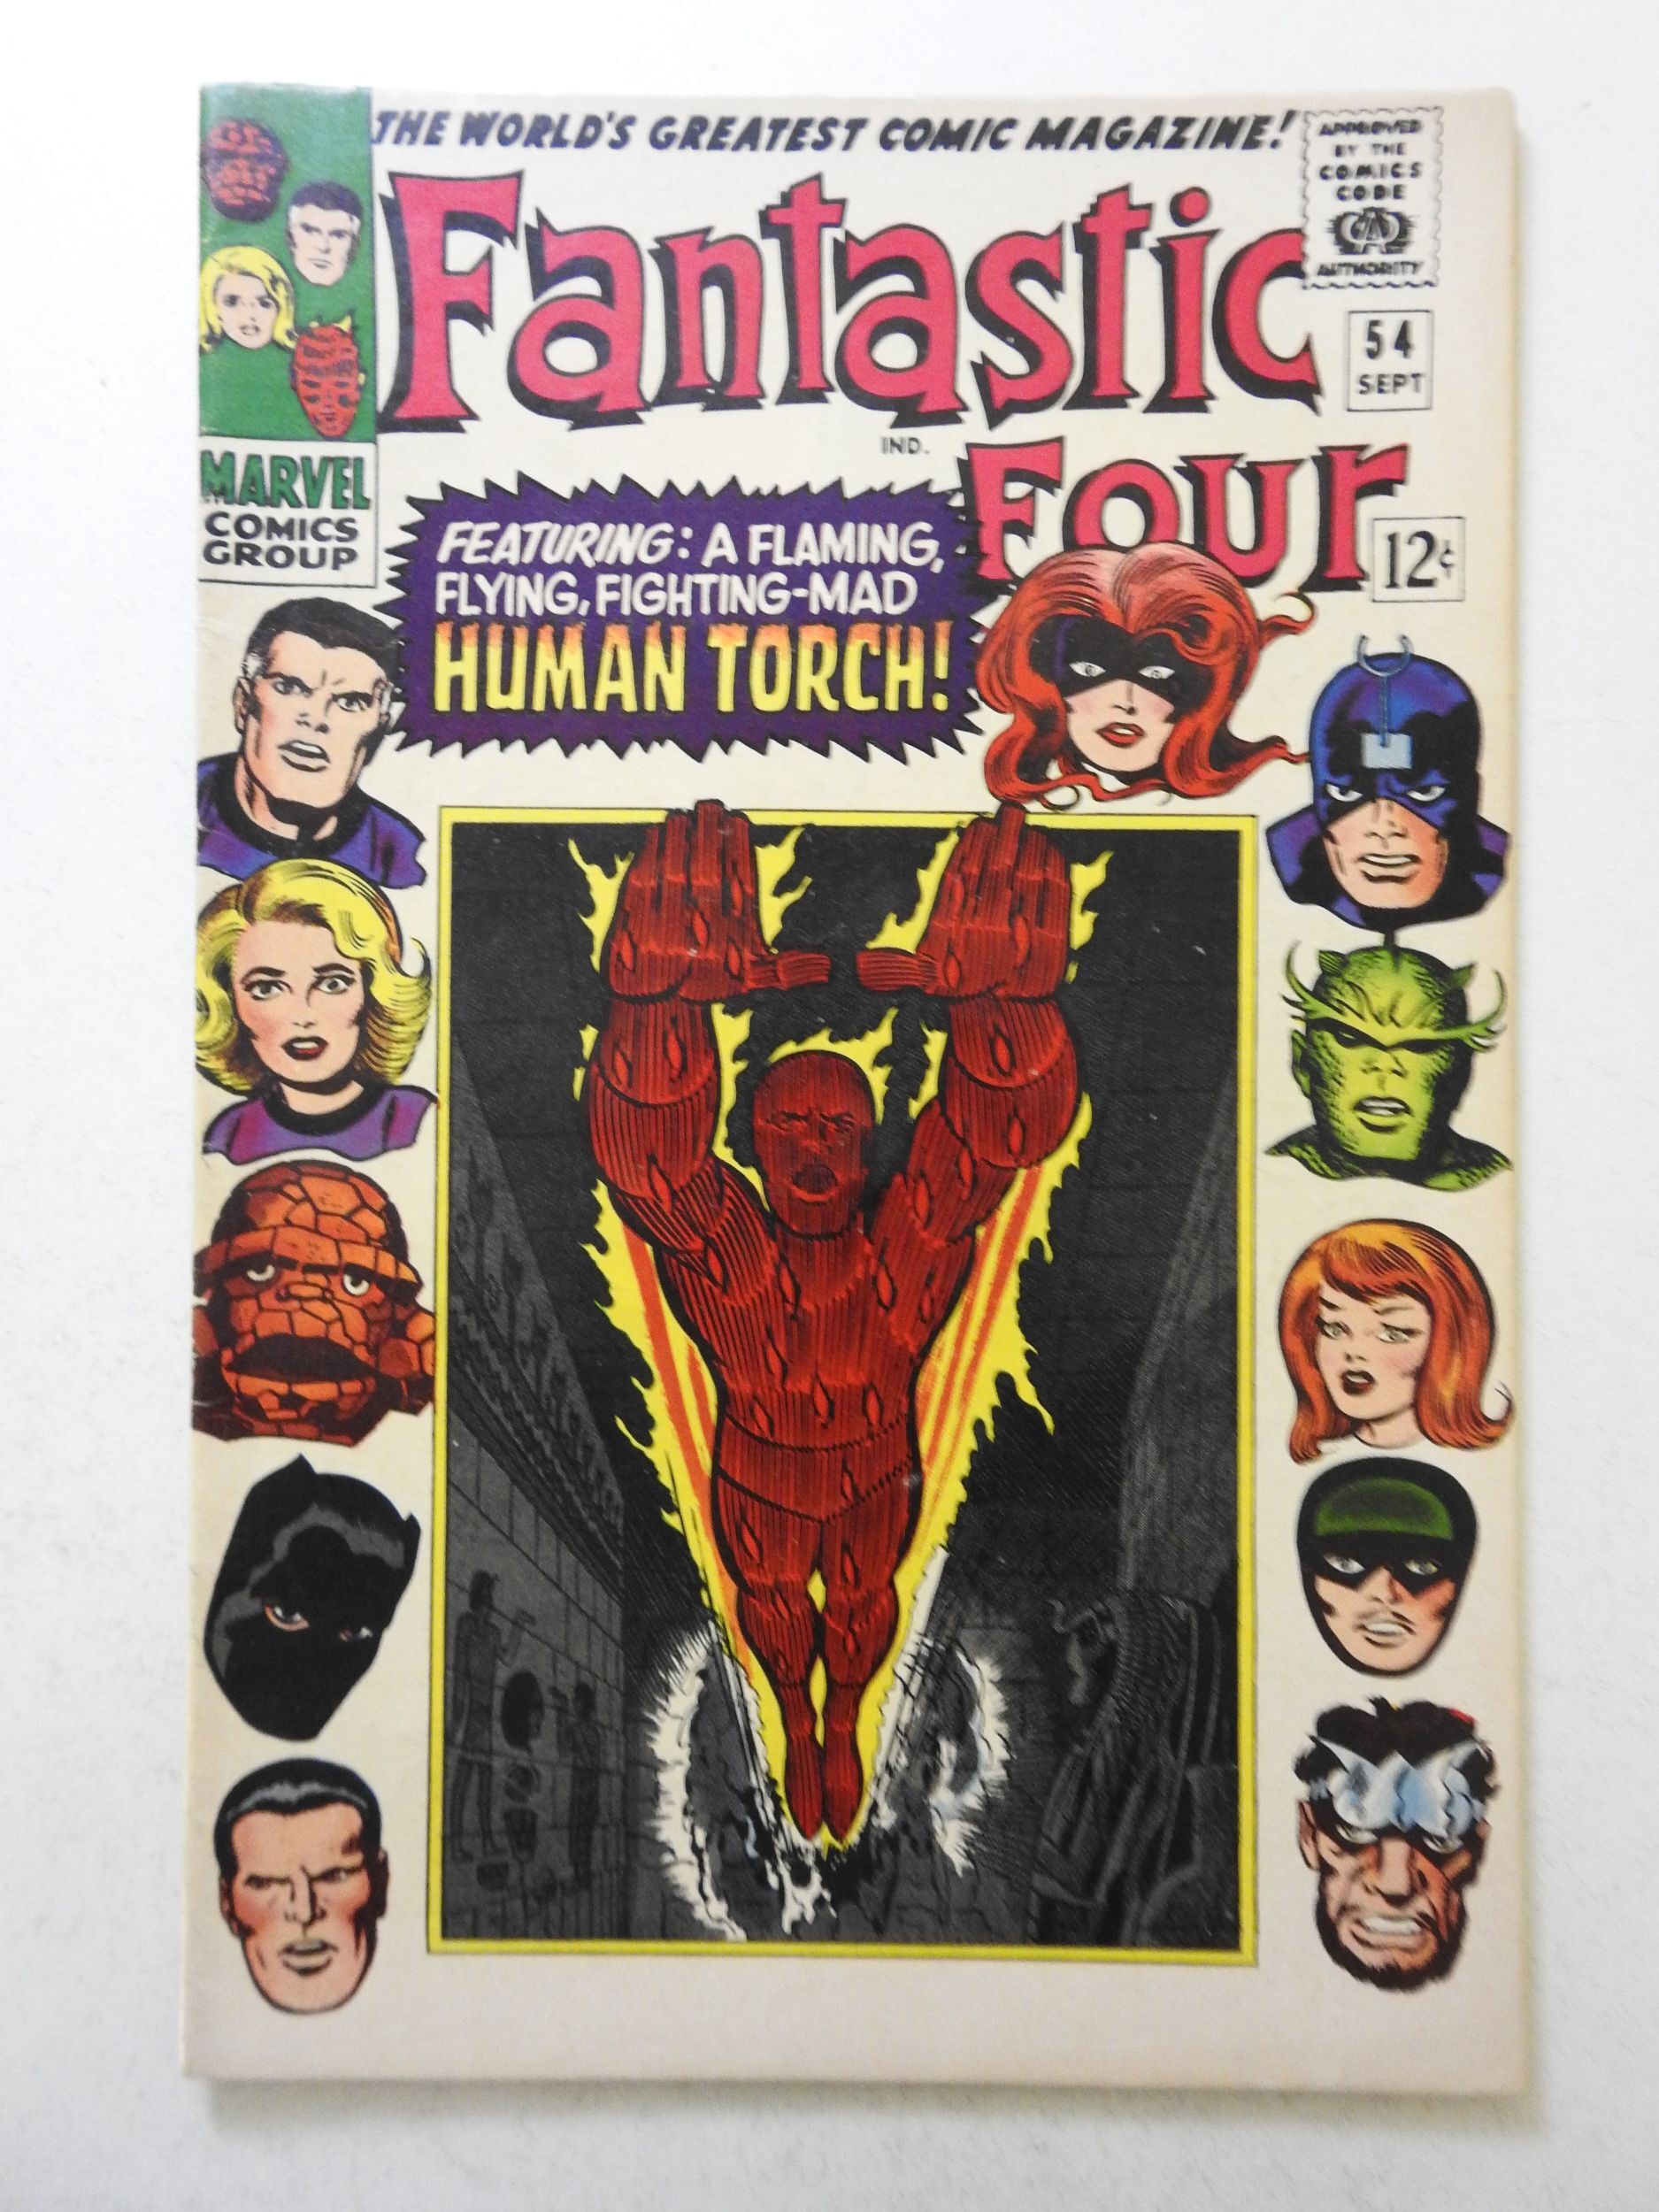 THE WORLD'S GREATEST COMIC MAGAZINE!
APPROVED
BY THE
COMICS
CODE
CA
AUTHORITY
Fantastic
Four
54
SEPT
IND.
12¢
MARVEL
COMICS
GROUP
FEATURING: A FLAMING,
FLYING, FIGHTING-MAD
HUMAN TORCH!